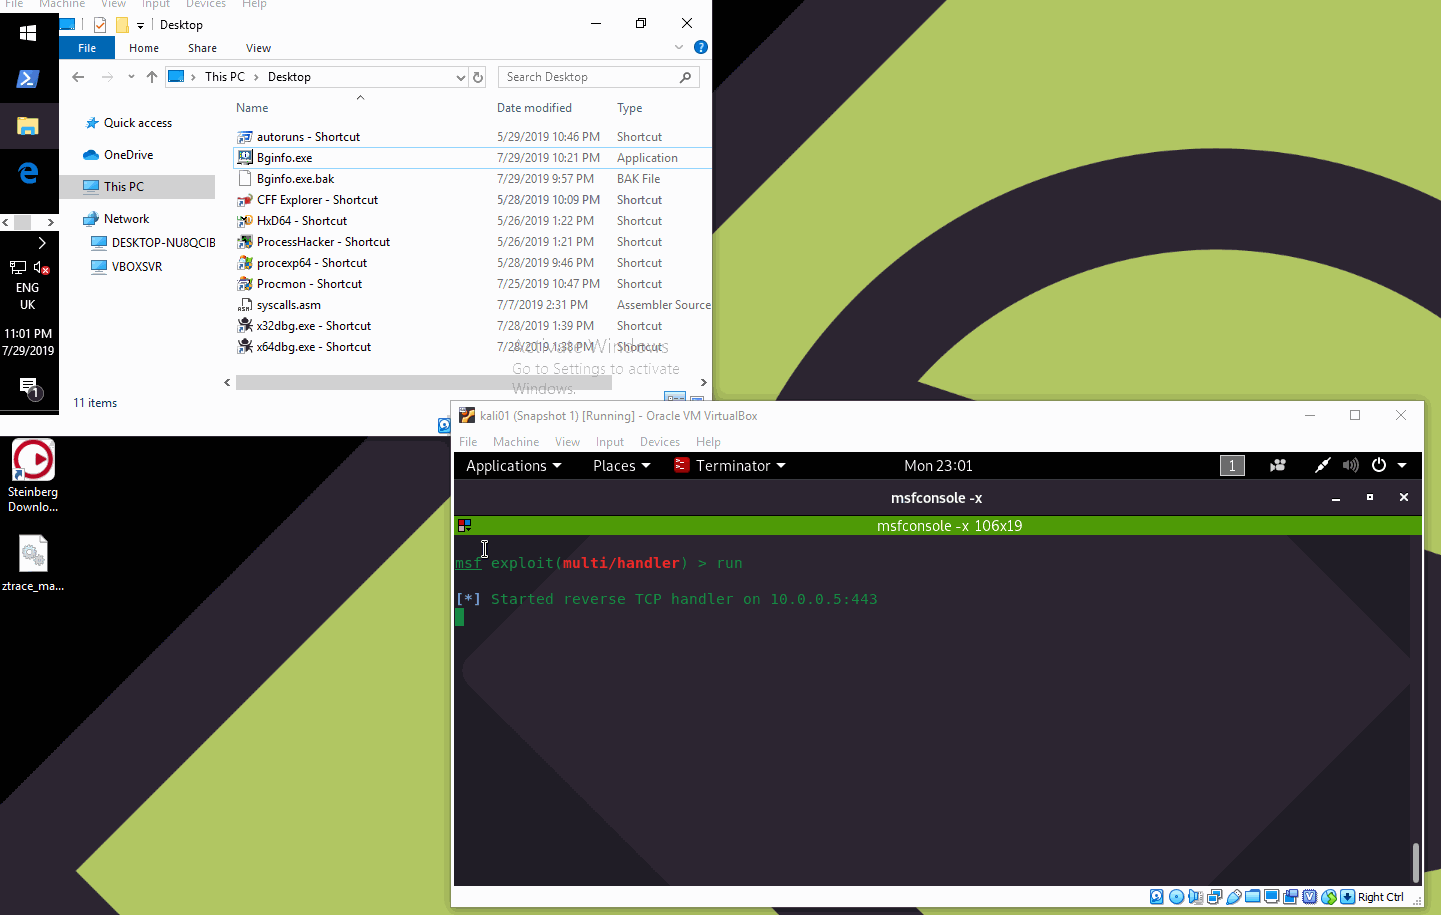 File Machine View Input Devices Help
Desktop
File Home Share View
This PC Desktop
Search Desktop
Name Date modified Type
Quick access
OneDrive
This PC
Network
DESKTOP-NU8QCIB
VBOXSVR
autoruns - Shortcut 5/29/2019 10:46 PM Shortcut
Bginfo.exe 7/29/2019 10:21 PM Application
Bginfo.exe.bak 7/29/2019 9:57 PM BAK File
CFF Explorer - Shortcut 5/28/2019 10:09 PM Shortcut
HxD64 - Shortcut 5/26/2019 1:22 PM Shortcut
ProcessHacker - Shortcut 5/26/2019 1:21 PM Shortcut
procexp64 - Shortcut 5/28/2019 9:46 PM Shortcut
Procmon - Shortcut 7/25/2019 10:47 PM Shortcut
syscalls.asm 7/7/2019 2:31 PM Assembler Source
x32dbg.exe - Shortcut 7/28/2019 1:39 PM Shortcut
x64dbg.exe - Shortcut 7/28/2019 1:38 PM Shortcut
Activate Windows
Go to Settings to activate
Windows.
11 items
ENG
UK
11:01 PM
7/29/2019
1
Steinberg
Downlo...
ztrace_ma...
kali01 (Snapshot 1) [Running] - Oracle VM VirtualBox
File Machine View Input Devices Help
Applications Places Terminator Mon 23:01 1
msfconsole -x
msfconsole -x 106x19
msf exploit(multi/handler) > run
[*] Started reverse TCP handler on 10.0.0.5:443
Right Ctrl